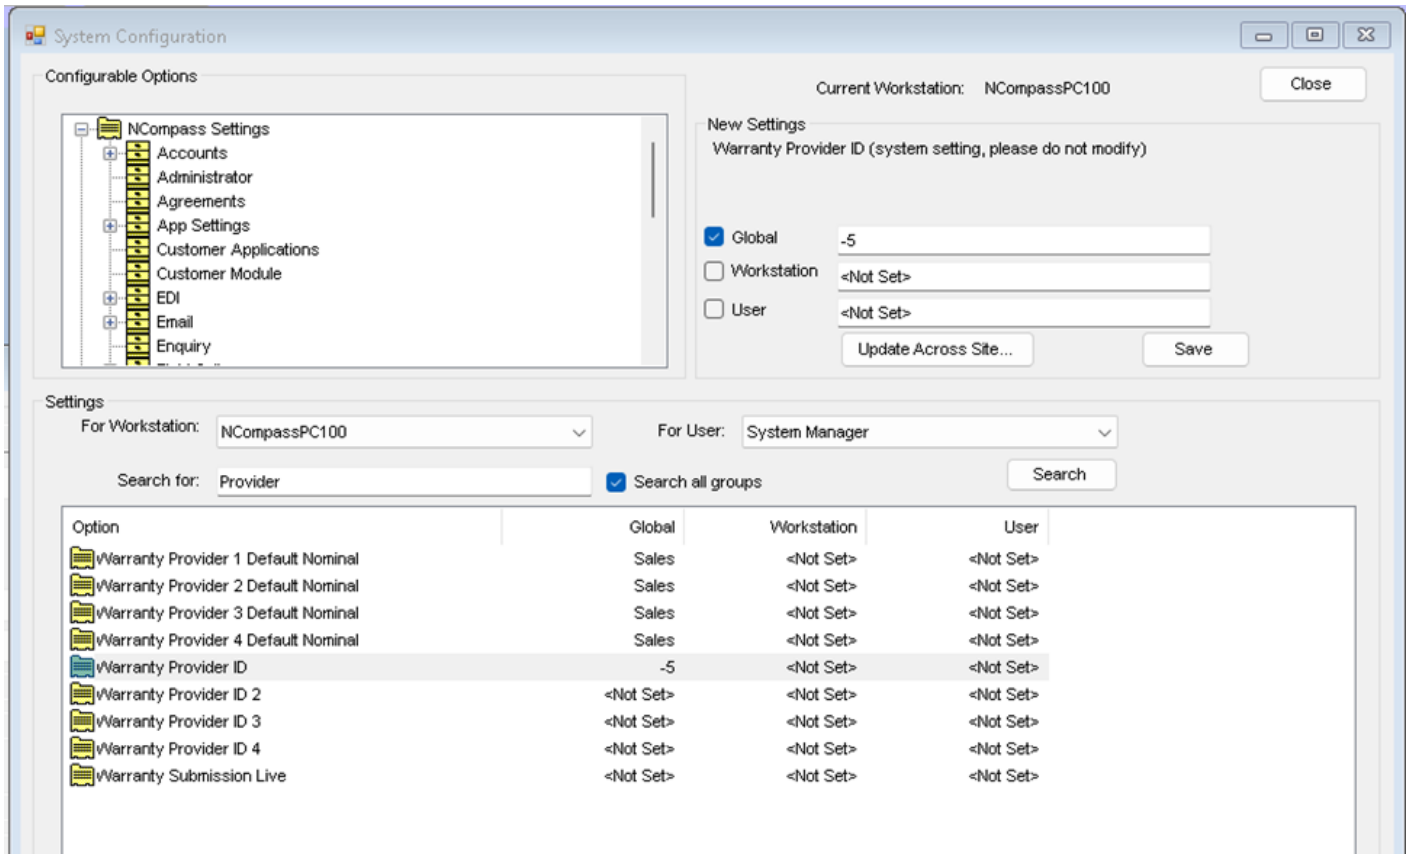 System Configuration
Configurable Options
Current Workstation: NCompassPC100
Close
NCompass Settings
Accounts
Administrator
Agreements
App Settings
Customer Applications
Customer Module
EDI
Email
Enquiry
New Settings
Warranty Provider ID (system setting, please do not modify)
Global -5
Workstation <Not Set>
User <Not Set>
Update Across Site... Save
Settings
For Workstation: NCompassPC100 For User: System Manager
Search for: Provider Search all groups Search
Option Global Workstation User
Warranty Provider 1 Default Nominal Sales <Not Set> <Not Set>
Warranty Provider 2 Default Nominal Sales <Not Set> <Not Set>
Warranty Provider 3 Default Nominal Sales <Not Set> <Not Set>
Warranty Provider 4 Default Nominal Sales <Not Set> <Not Set>
Warranty Provider ID -5 <Not Set> <Not Set>
Warranty Provider ID 2 <Not Set> <Not Set> <Not Set>
Warranty Provider ID 3 <Not Set> <Not Set> <Not Set>
Warranty Provider ID 4 <Not Set> <Not Set> <Not Set>
Warranty Submission Live <Not Set> <Not Set> <Not Set>